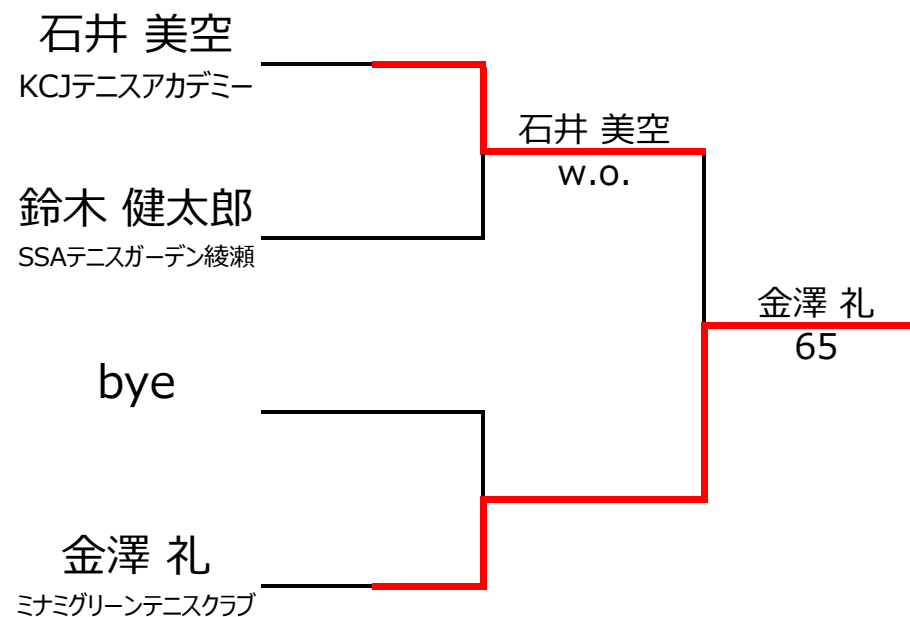 石井 美空
KCJテニスアカデミー
石井 美空
w.o.
鈴木 健太郎
SSAテニスガーデン綾瀬
金澤 礼
65
bye
金澤 礼
ミナミグリーンテニスクラブ